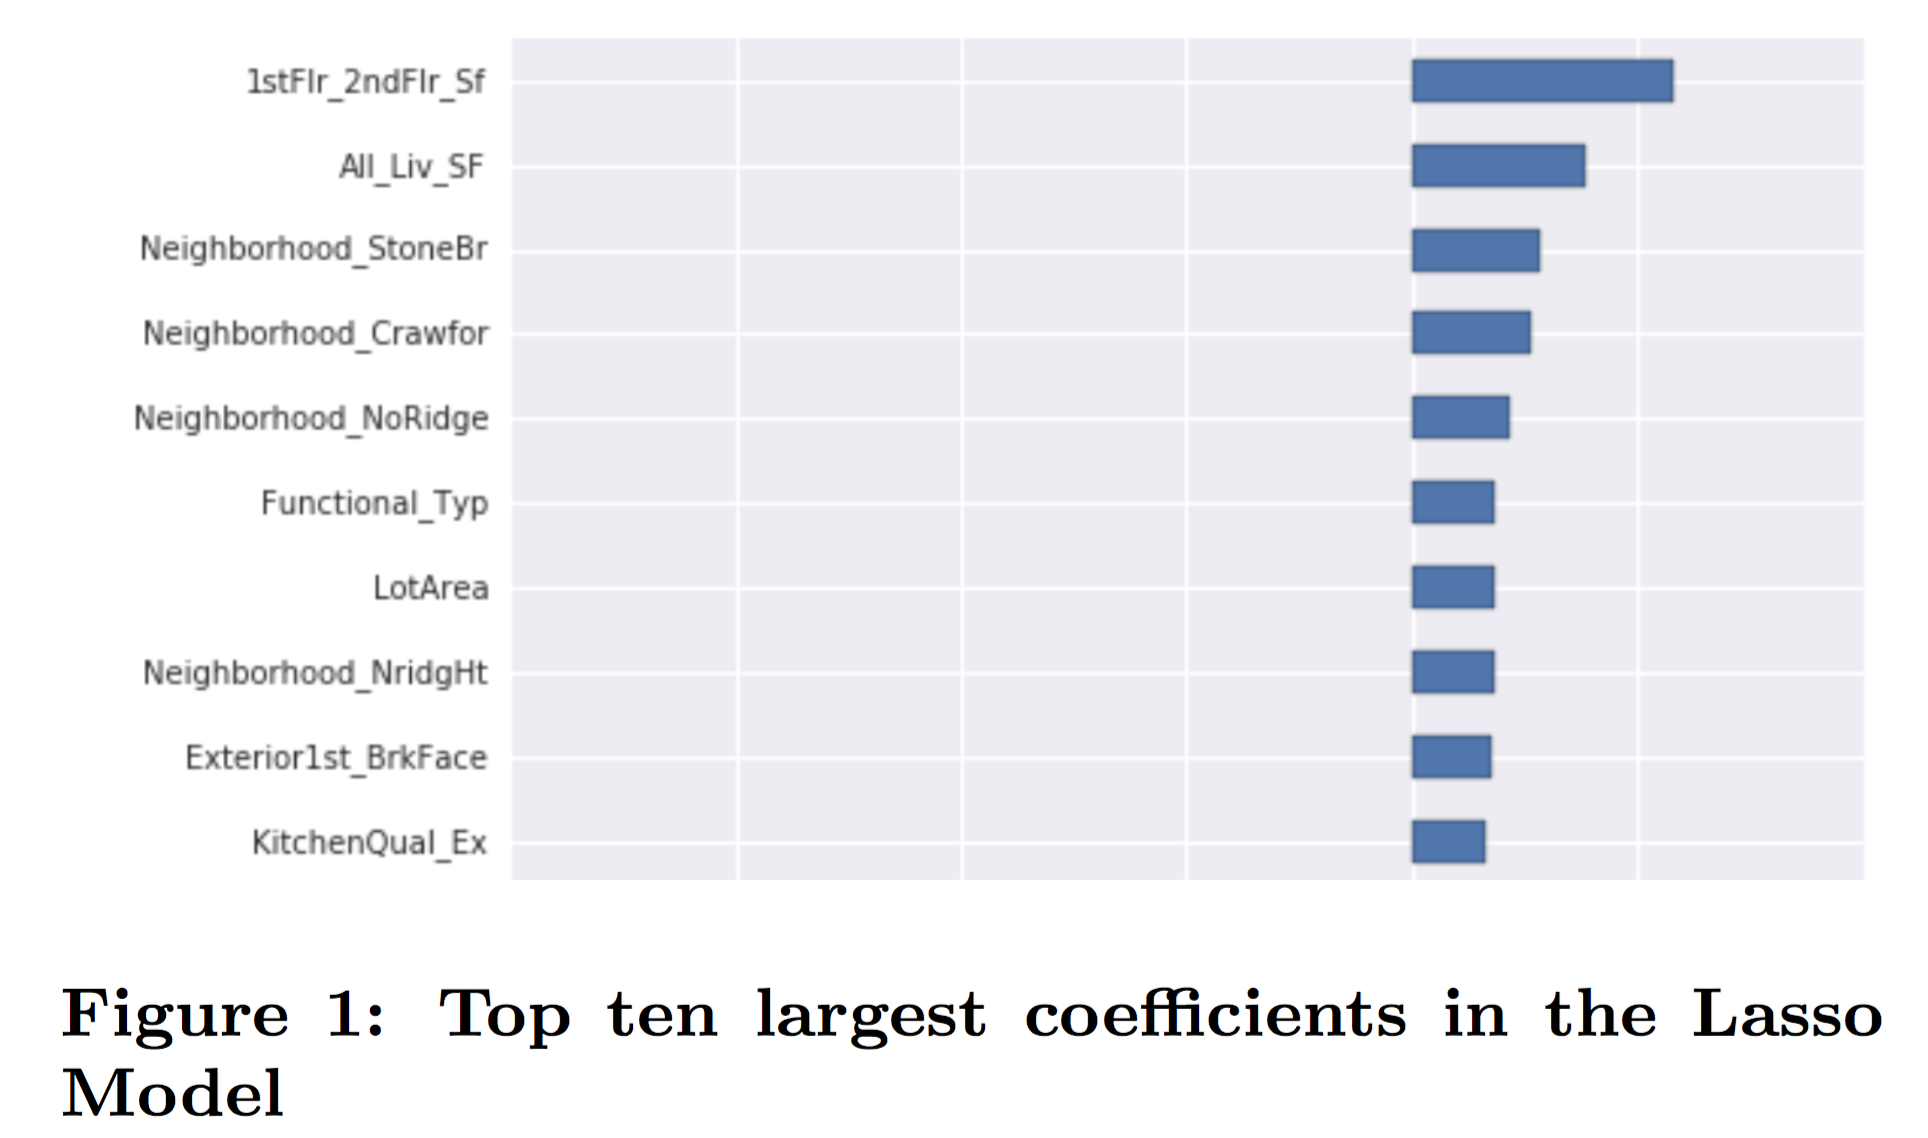 1stFlr_2ndFlr_Sf
All_Liv_SF
Neighborhood_StoneBr
Neighborhood_Crawfor
Neighborhood_NoRidge
Functional_Typ
LotArea
Neighborhood_NridgHt
Exterior1st_BrkFace
KitchenQual_Ex
Figure 1: Top ten largest coefficients in the Lasso
Model